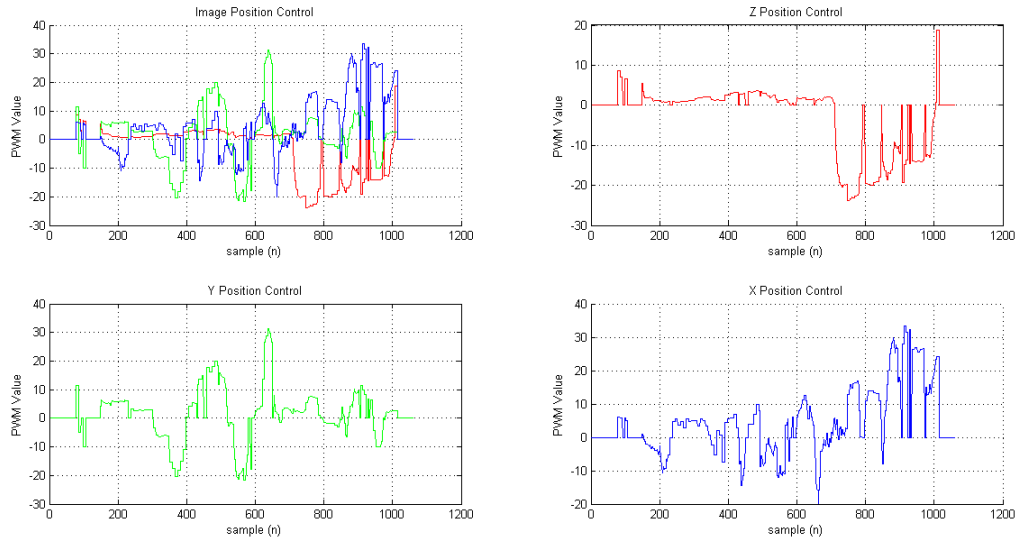 Image Position Control
40
30
20
10
0
-10
-20
-30
PWM Value
0 200 400 600 800 1000 1200
sample (n)
Z Position Control
20
10
0
-10
-20
-30
PWM Value
0 200 400 600 800 1000 1200
sample (n)
Y Position Control
40
30
20
10
0
-10
-20
-30
PWM Value
0 200 400 600 800 1000 1200
sample (n)
X Position Control
40
30
20
10
0
-10
-20
PWM Value
0 200 400 600 800 1000 1200
sample (n)